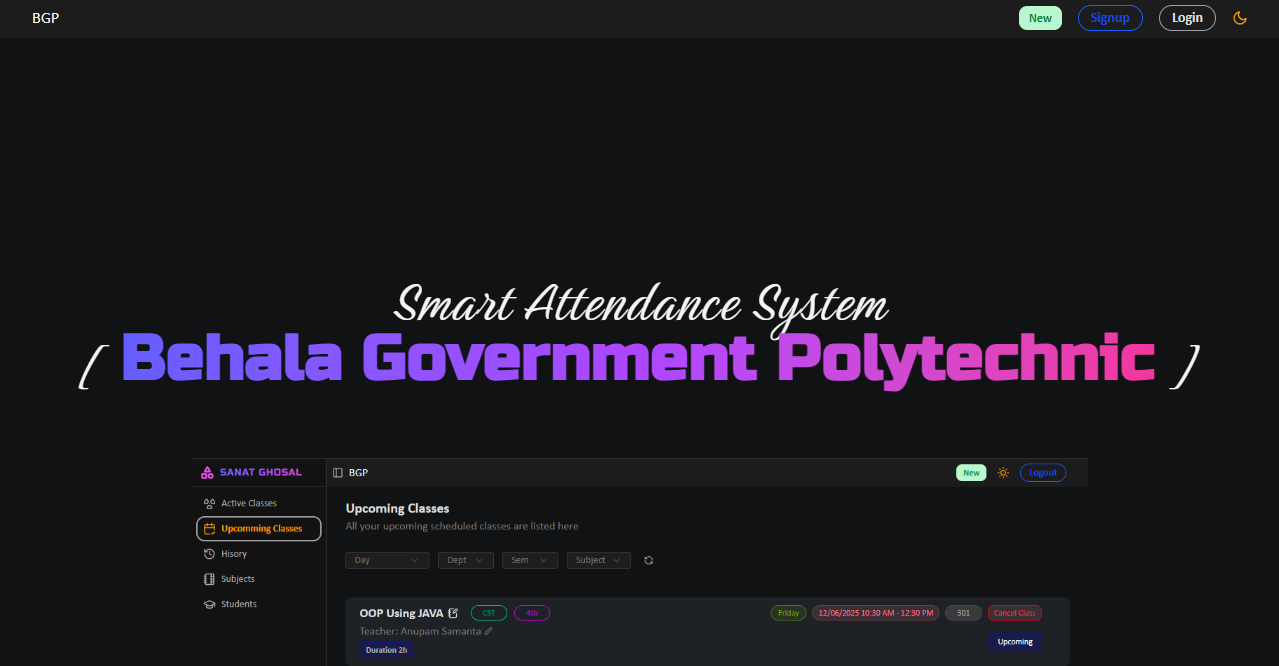 BGP New Signup Login
Smart Attendance System
( Behala Government Polytechnic )
SANAT GHOSAL BGP New Logout
Active Classes
Upcomming Classes
Hisory
Subjects
Students
Upcoming Classes
All your upcoming scheduled classes are listed here
Day Dept Sem Subject
OOP Using JAVA CST 4th Friday 12/06/2025 10:30 AM - 12:30 PM 301 Cancel Class
Teacher: Anupam Samanta
Duration 2h Upcoming